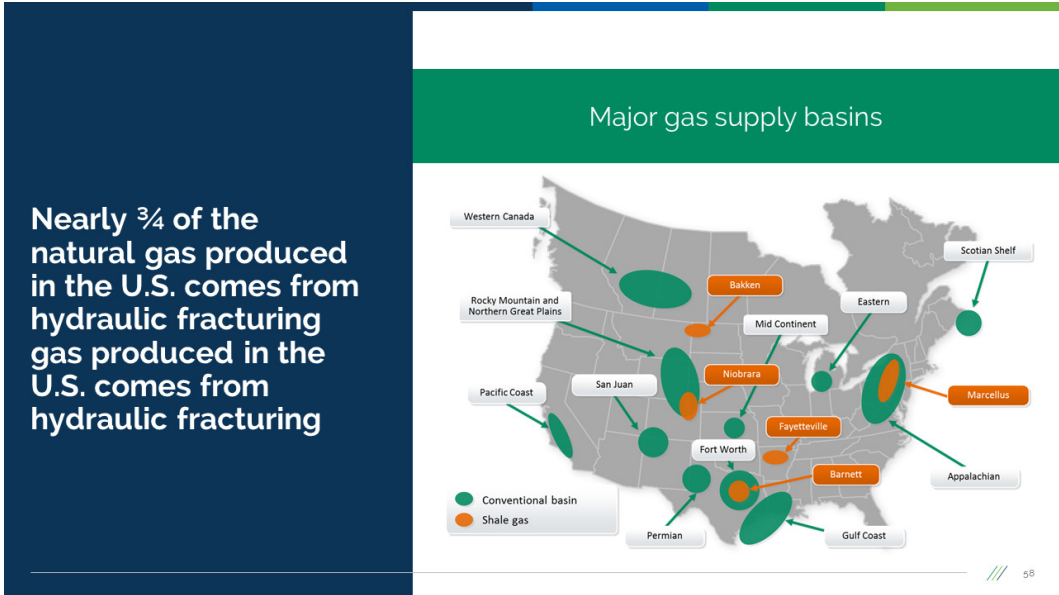 Nearly ¾ of the
natural gas produced
in the U.S. comes from
hydraulic fracturing
gas produced in the
U.S. comes from
hydraulic fracturing
Major gas supply basins
Western Canada
Scotian Shelf
Bakken
Rocky Mountain and
Northern Great Plains
Eastern
Mid Continent
Niobrara
San Juan
Pacific Coast
Marcellus
Fayetteville
Fort Worth
Barnett
Appalachian
Conventional basin
Shale gas
Permian
Gulf Coast
58